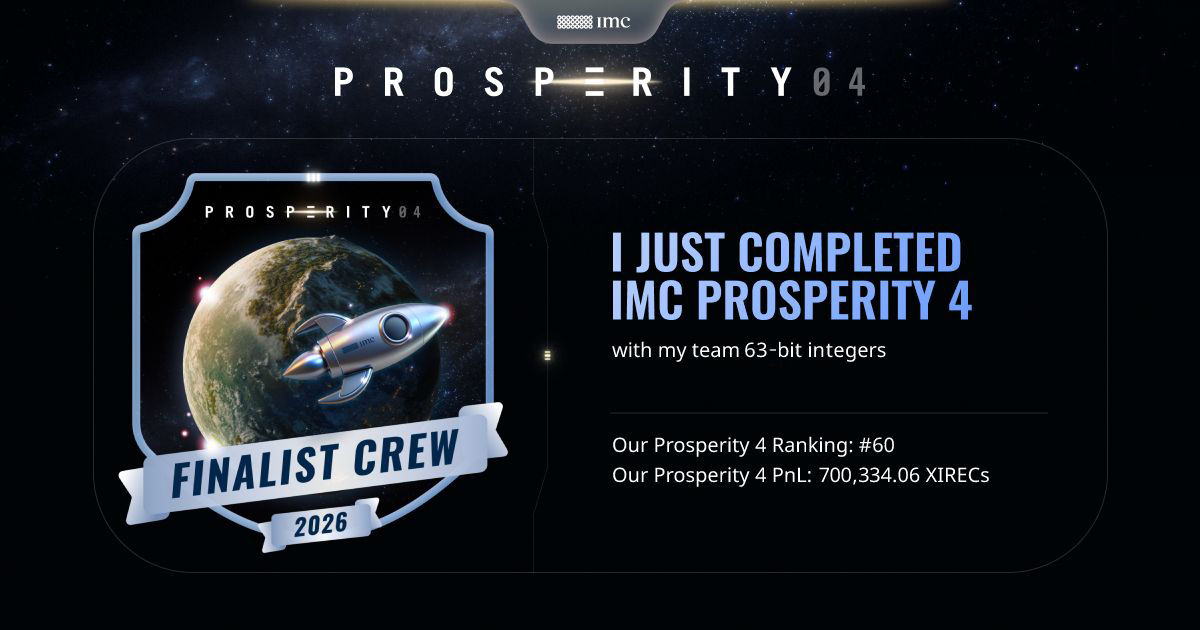 imc
PROSPERITY04
PROSPERITY04
imc
FINALIST CREW
2026
I JUST COMPLETED
IMC PROSPERITY 4
with my team 63-bit integers
Our Prosperity 4 Ranking: #60
Our Prosperity 4 PnL: 700,334.06 XIRECs